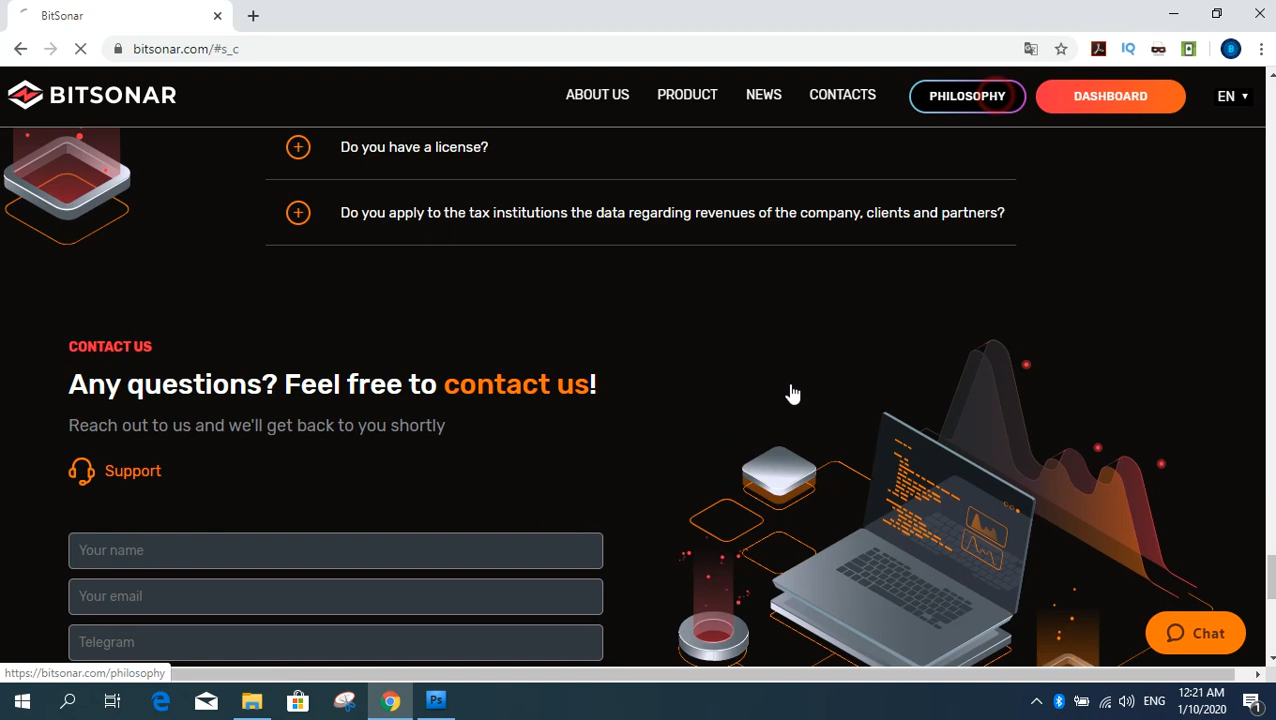 BitSonar
bitsonar.com/#s_c
IQ
B
BITSONAR
ABOUT US
PRODUCT
NEWS
CONTACTS
PHILOSOPHY
DASHBOARD
EN ▼
Do you have a license?
Do you apply to the tax institutions the data regarding revenues of the company, clients and partners?
CONTACT US
Any questions? Feel free to contact us!
Reach out to us and we'll get back to you shortly
Support
Your name
Your email
Telegram
Chat
https://bitsonar.com/philosophy
Ps
ENG
12:21 AM
1/10/2020
1